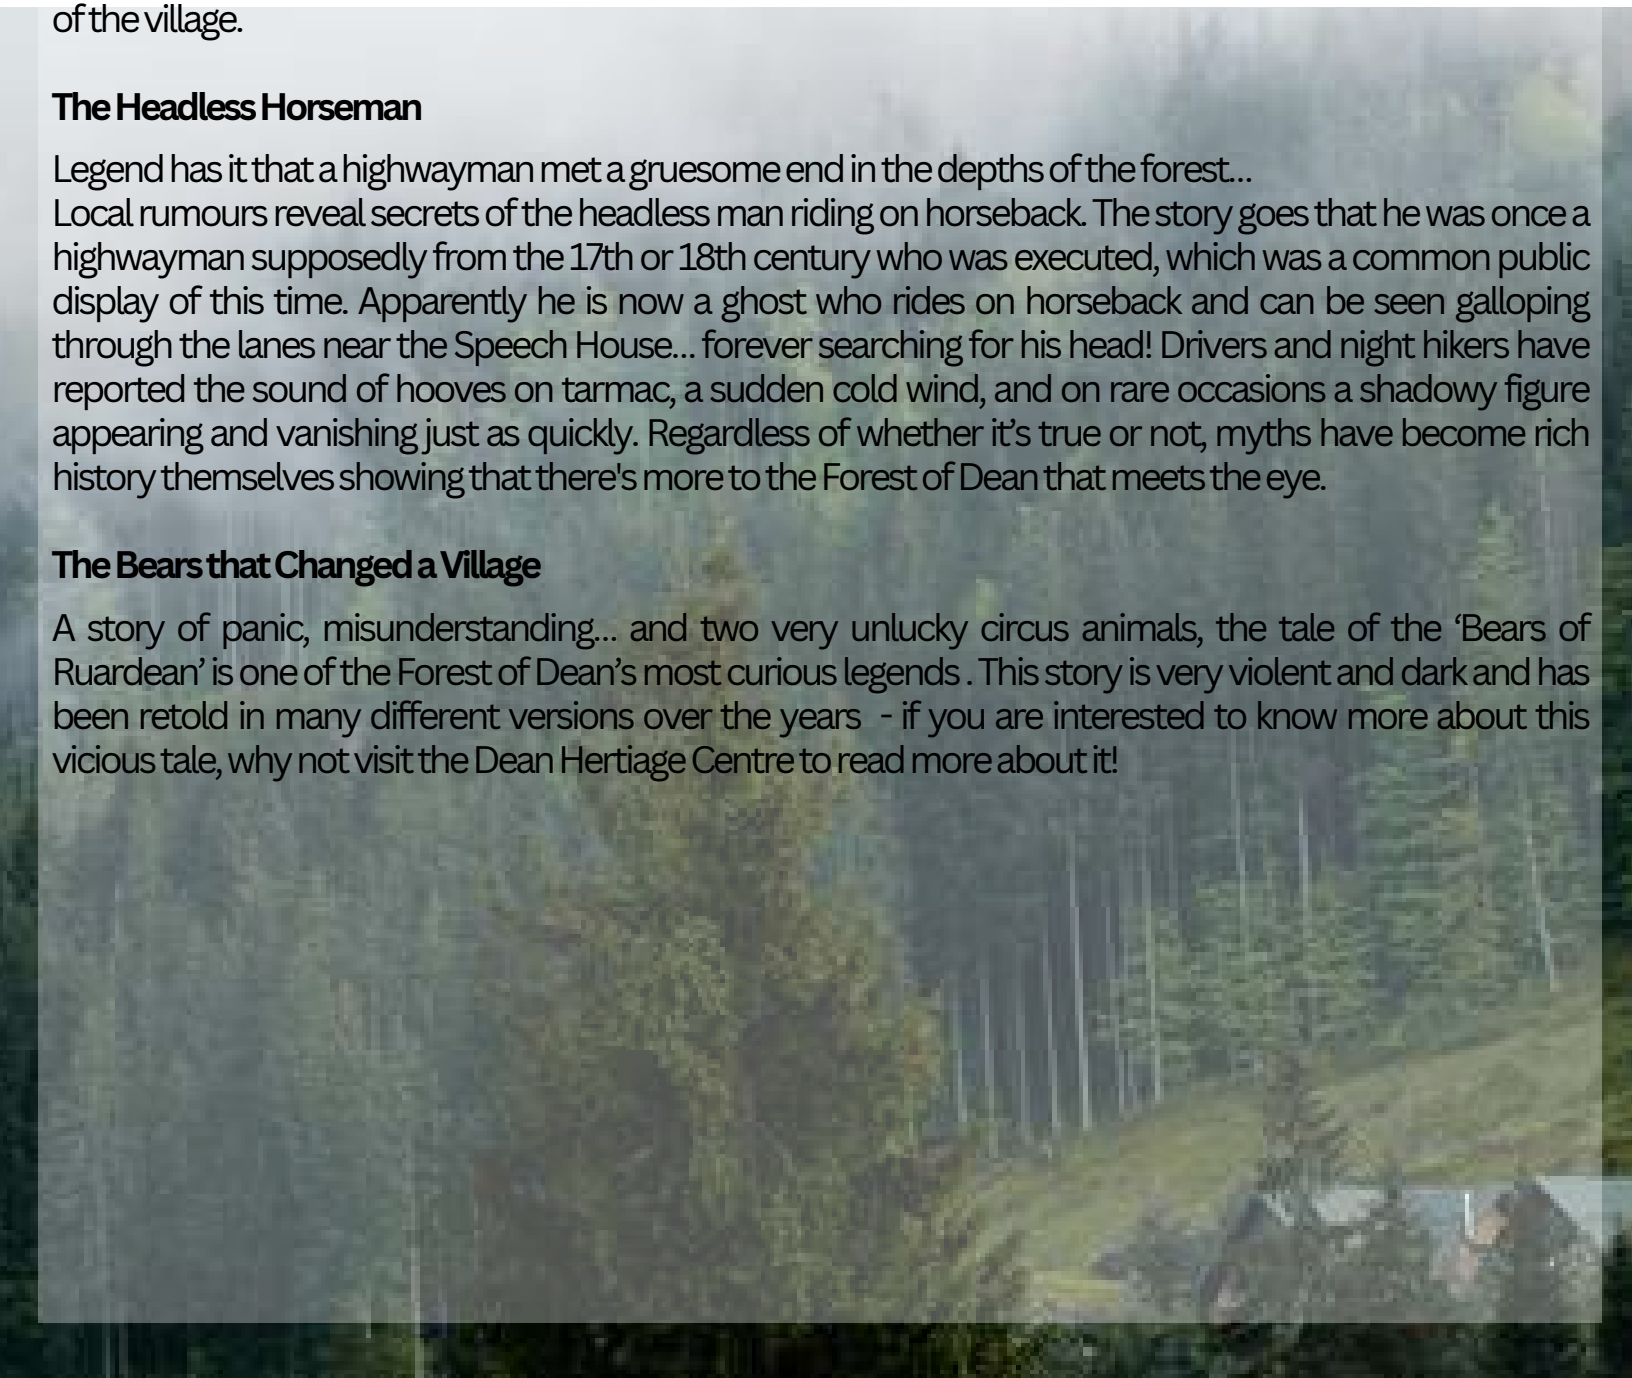 of the village.
The Headless Horseman
Legend has it that a highwayman met a gruesome end in the depths of the forest...
Local rumours reveal secrets of the headless man riding on horseback. The story goes that he was once a
highwayman supposedly from the 17th or 18th century who was executed, which was a common public
display of this time. Apparently he is now a ghost who rides on horseback and can be seen galloping
through the lanes near the Speech House... forever searching for his head! Drivers and night hikers have
reported the sound of hooves on tarmac, a sudden cold wind, and on rare occasions a shadowy figure
appearing and vanishing just as quickly. Regardless of whether it’s true or not, myths have become rich
history themselves showing that there's more to the Forest of Dean that meets the eye.
The Bears that Changed a Village
A story of panic, misunderstanding... and two very unlucky circus animals, the tale of the ‘Bears of
Ruardean’ is one of the Forest of Dean’s most curious legends . This story is very violent and dark and has
been retold in many different versions over the years  - if you are interested to know more about this
vicious tale, why not visit the Dean Hertiage Centre to read more about it!